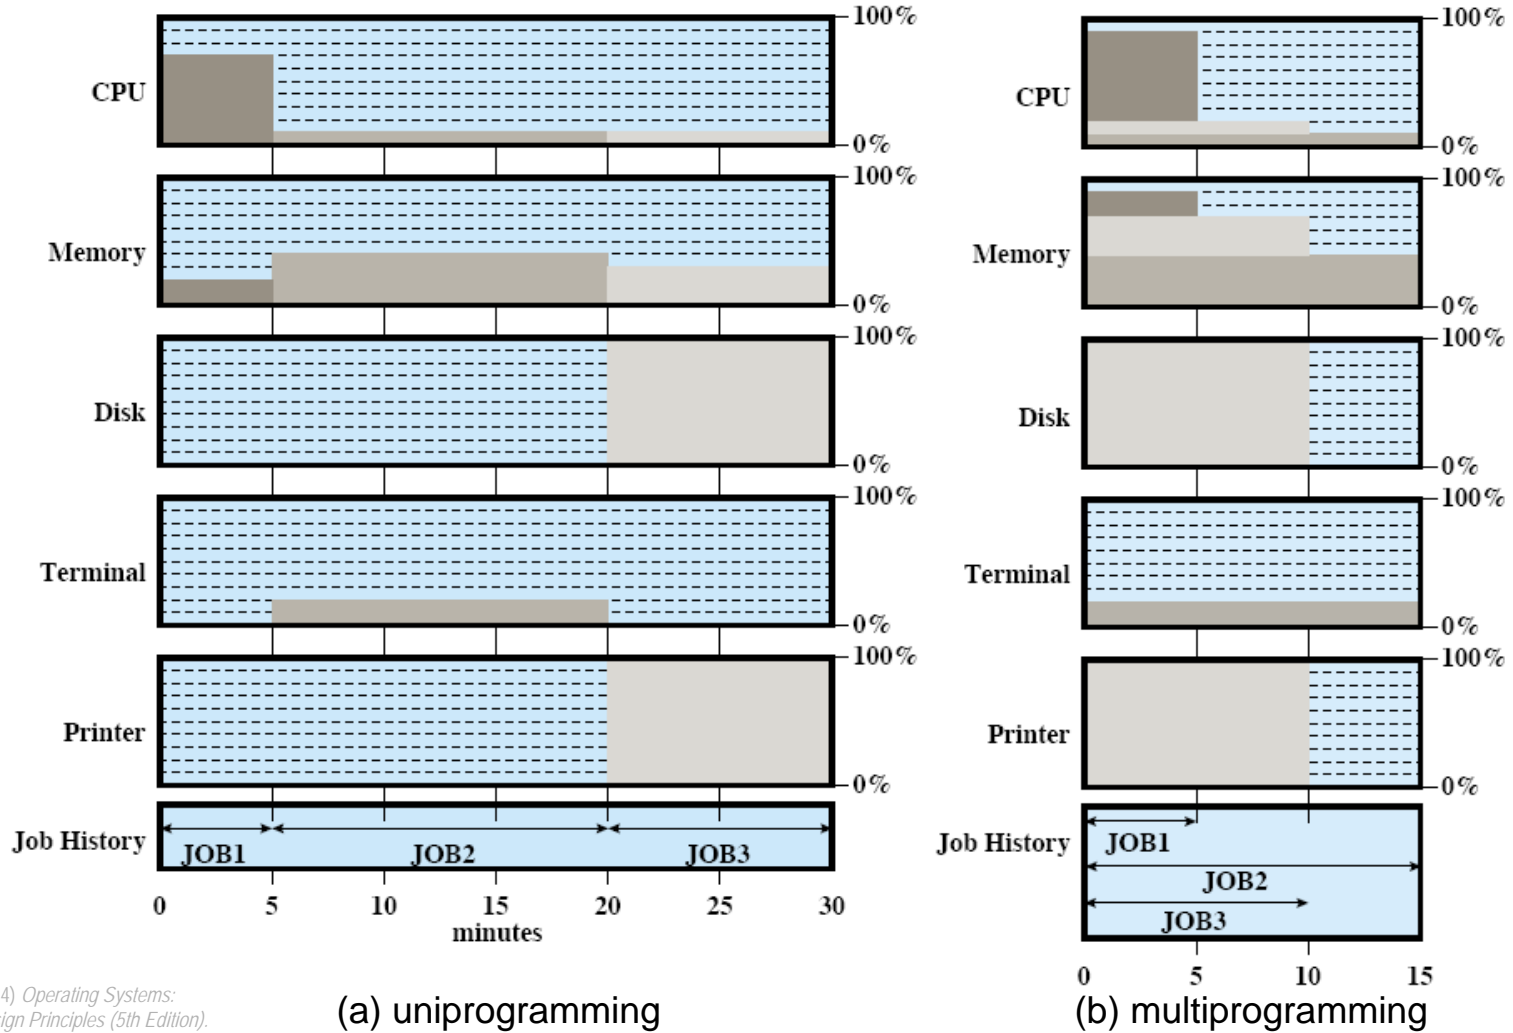 100%
CPU
0%
100%
Memory
0%
100%
Disk
0%
100%
Terminal
0%
100%
Printer
0%
Job History
JOB1 JOB2 JOB3
0 5 10 15 20 25 30
minutes
(a) uniprogramming
100%
CPU
0%
100%
Memory
0%
100%
Disk
0%
100%
Terminal
0%
100%
Printer
0%
Job History
JOB1
JOB2
JOB3
0 5 10 15
(b) multiprogramming
4) Operating Systems:
sign Principles (5th Edition).